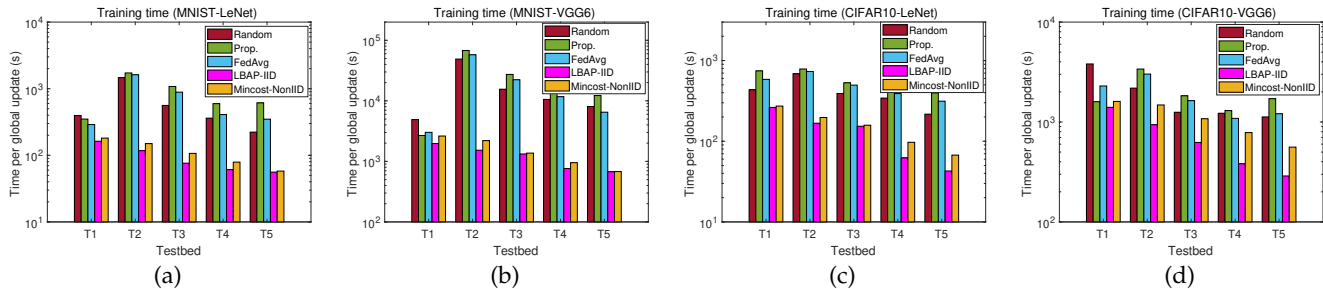 Training time (MNIST-LeNet)
10^4
10^3
10^2
10^1
Time per global update (s)
Random
Prop.
FedAvg
LBAP-IID
Mincost-NonIID
T1 T2 T3 T4 T5
Testbed
(a)
Training time (MNIST-VGG6)
10^5
10^4
10^3
10^2
Time per global update (s)
Random
Prop.
FedAvg
LBAP-IID
Mincost-NonIID
T1 T2 T3 T4 T5
Testbed
(b)
Training time (CIFAR10-LeNet)
10^3
10^2
10^1
Time per global update (s)
Random
Prop.
FedAvg
LBAP-IID
Mincost-NonIID
T1 T2 T3 T4 T5
Testbed
(c)
Training time (CIFAR10-VGG6)
10^4
10^3
10^2
Time per global update (s)
Random
Prop.
FedAvg
LBAP-IID
Mincost-NonIID
T1 T2 T3 T4 T5
Testbed
(d)